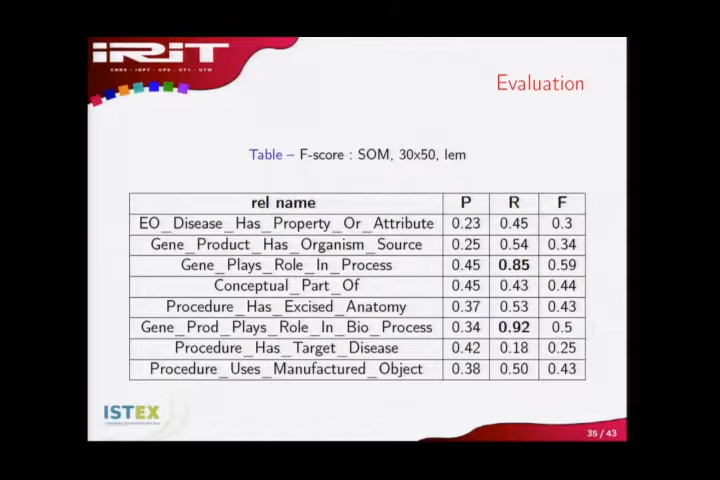 IRIT
CNRS - INPT - UPS - UT1 - UTM
Evaluation
Table – F-score : SOM, 30x50, lem
rel name P R F
EO_Disease_Has_Property_Or_Attribute 0.23 0.45 0.3
Gene_Product_Has_Organism_Source 0.25 0.54 0.34
Gene_Plays_Role_In_Process 0.45 0.85 0.59
Conceptual_Part_Of 0.45 0.43 0.44
Procedure_Has_Excised_Anatomy 0.37 0.53 0.43
Gene_Prod_Plays_Role_In_Bio_Process 0.34 0.92 0.5
Procedure_Has_Target_Disease 0.42 0.18 0.25
Procedure_Uses_Manufactured_Object 0.38 0.50 0.43
ISTEX
35 / 43